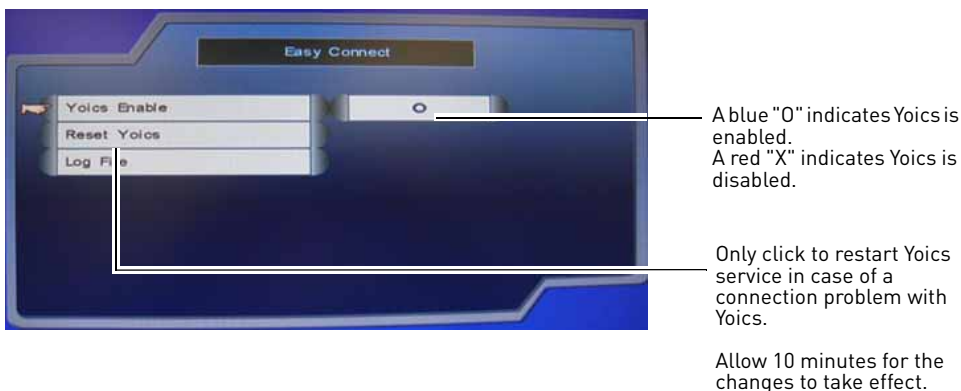 Easy Connect
Yoics Enable
O
Reset Yoics
Log File
A blue "O" indicates Yoics is
enabled.
A red "X" indicates Yoics is
disabled.
Only click to restart Yoics
service in case of a
connection problem with
Yoics.
Allow 10 minutes for the
changes to take effect.